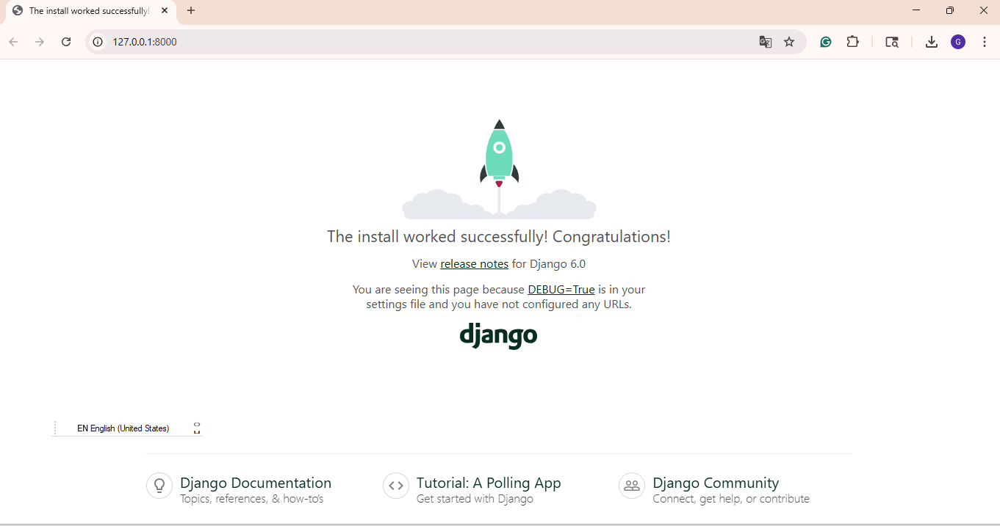 The install worked successfully!
127.0.0.1:8000
G
The install worked successfully! Congratulations!
View release notes for Django 6.0
You are seeing this page because DEBUG=True is in your
settings file and you have not configured any URLs.
django
EN English (United States)
Django Documentation
Topics, references, & how-to’s
Tutorial: A Polling App
Get started with Django
Django Community
Connect, get help, or contribute